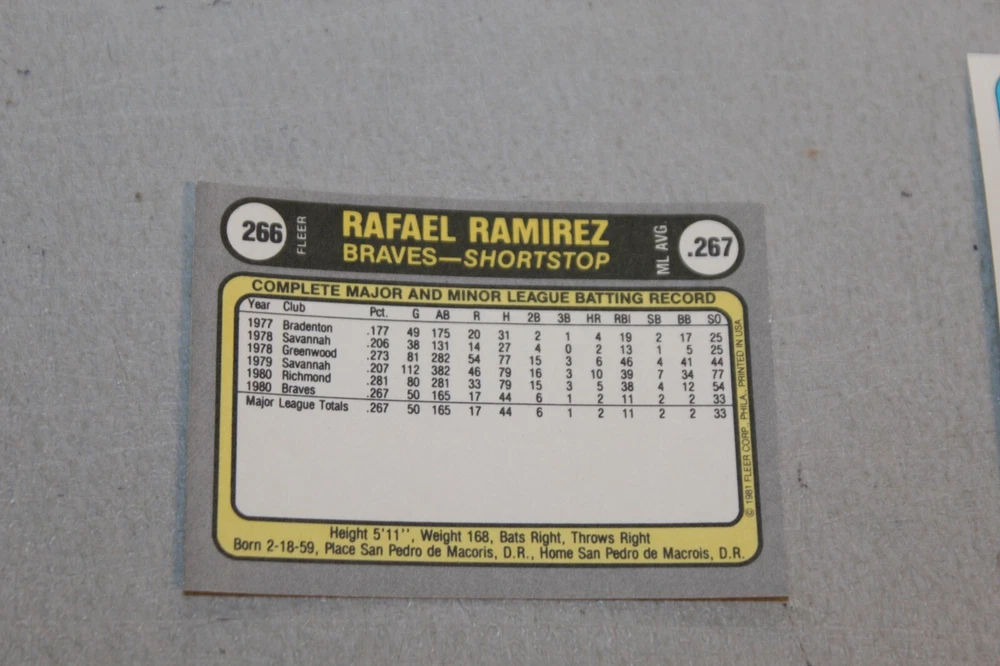 266 FLEER RAFAEL RAMIREZ ML AVG. .267
BRAVES—SHORTSTOP
COMPLETE MAJOR AND MINOR LEAGUE BATTING RECORD
Year Club Pct. G AB R H 2B 3B HR RBI SB BB SO
1977 Bradenton .177 49 175 20 31 2 1 4 19 2 17 25
1978 Savannah .206 38 131 14 27 4 0 2 13 1 5 25
1978 Greenwood .273 81 282 54 77 15 3 6 46 4 41 44
1979 Savannah .207 112 382 46 79 16 3 10 39 7 34 77
1980 Richmond .281 80 281 33 79 15 3 5 38 4 12 54
1980 Braves .267 50 165 17 44 6 1 2 11 2 2 33
Major League Totals .267 50 165 17 44 6 1 2 11 2 2 33
© 1981 FLEER CORP., PHILA., PRINTED IN USA
Height 5'11'', Weight 168, Bats Right, Throws Right
Born 2-18-59, Place San Pedro de Macoris, D.R., Home San Pedro de Macrois, D.R.